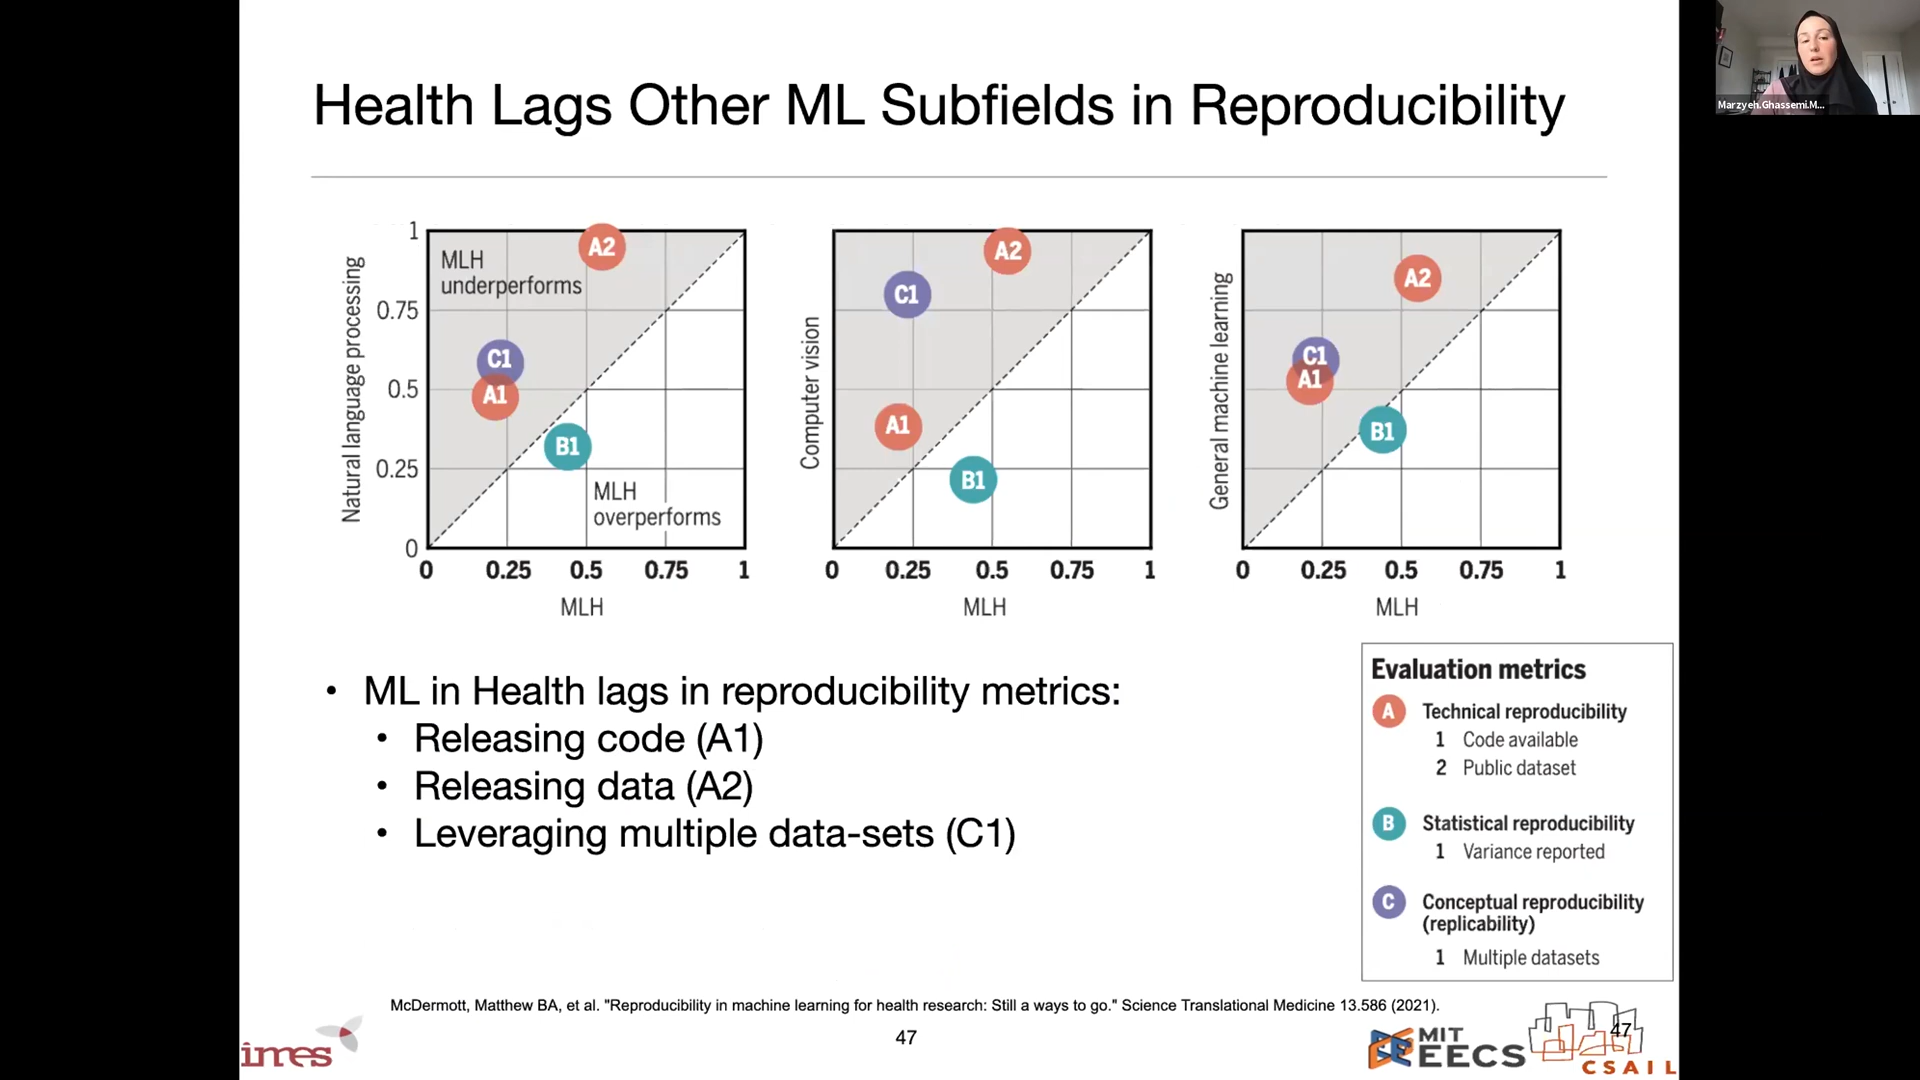 Marzyeh.Ghassemi.M...
Health Lags Other ML Subfields in Reproducibility
Natural language processing
1
0.75
0.5
0.25
0
MLH
underperforms
A2
C1
A1
B1
MLH
overperforms
0 0.25 0.5 0.75 1
MLH
Computer vision
A2
C1
A1
B1
0 0.25 0.5 0.75 1
MLH
General machine learning
A2
C1
A1
B1
0 0.25 0.5 0.75 1
MLH
• ML in Health lags in reproducibility metrics:
• Releasing code (A1)
• Releasing data (A2)
• Leveraging multiple data-sets (C1)
Evaluation metrics
A Technical reproducibility
1 Code available
2 Public dataset
B Statistical reproducibility
1 Variance reported
C Conceptual reproducibility
(replicability)
1 Multiple datasets
McDermott, Matthew BA, et al. "Reproducibility in machine learning for health research: Still a ways to go." Science Translational Medicine 13.586 (2021).
47
imes
MIT
EECS
47
CSAIL